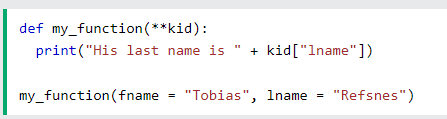 def my_function(**kid):
  print("His last name is " + kid["lname"])

my_function(fname = "Tobias", lname = "Refsnes")